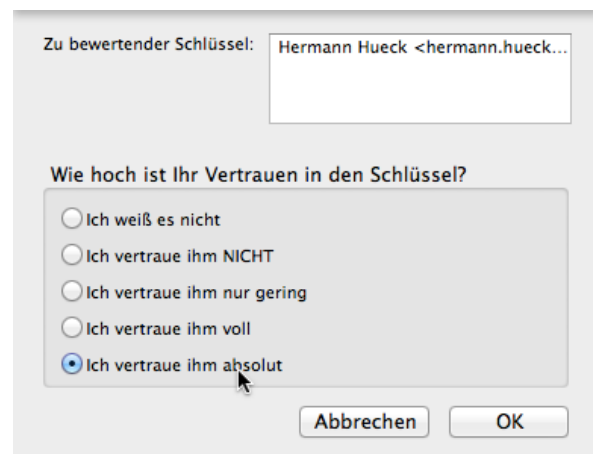 Zu bewertender Schlüssel:
Hermann Hueck <hermann.hueck...
Wie hoch ist Ihr Vertrauen in den Schlüssel?
Ich weiß es nicht
Ich vertraue ihm NICHT
Ich vertraue ihm nur gering
Ich vertraue ihm voll
Ich vertraue ihm absolut
Abbrechen
OK